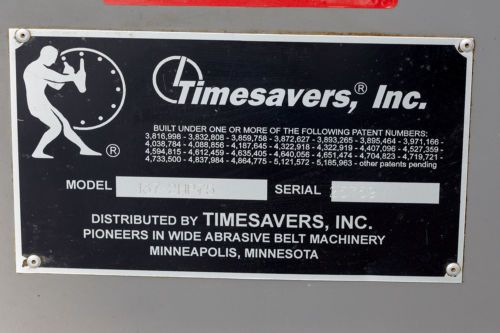 Timesavers,® Inc.
BUILT UNDER ONE OR MORE OF THE FOLLOWING PATENT NUMBERS:
3,816,998 - 3,832,808 - 3,859,758 - 3,872,627 - 3,893,265 - 3,895,464 - 3,971,166
4,038,784 - 4,088,856 - 4,187,645 - 4,322,918 - 4,322,919 - 4,407,096 - 4,527,359 -
4,594,815 - 4,612,459 - 4,635,405 - 4,640,056 - 4,651,474 - 4,704,823 - 4,719,721
4,733,500 - 4,837,984 - 4,864,775 - 5,121,512 - 5,185,963 - other patents pending
®
MODEL SERIAL
DISTRIBUTED BY TIMESAVERS, INC.
PIONEERS IN WIDE ABRASIVE BELT MACHINERY
MINNEAPOLIS, MINNESOTA